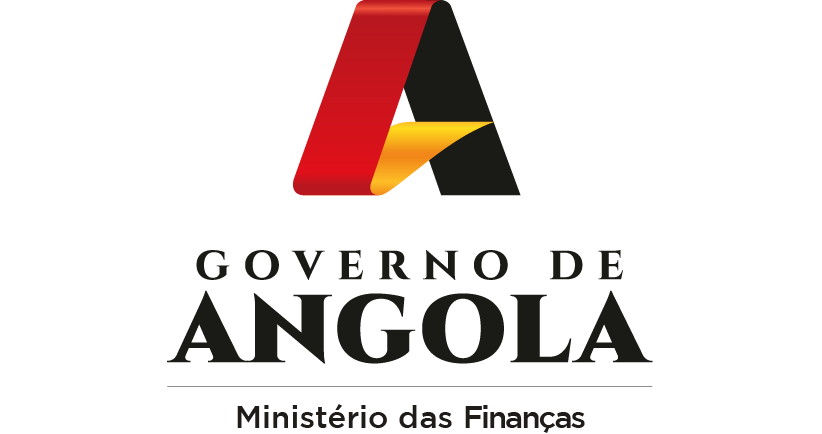 GOVERNO DE
ANGOLA
Ministério das Finanças